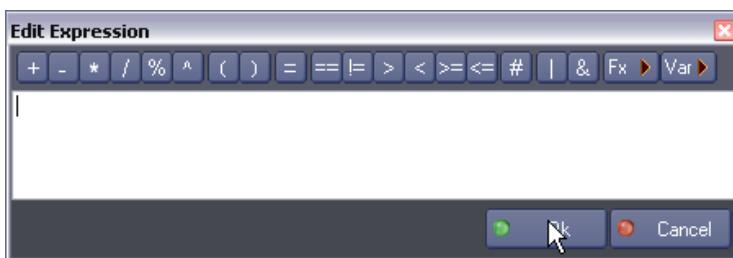 Edit Expression
+ - * / % ^ ( ) = == != > < >= <= # | & Fx Var
Cancel